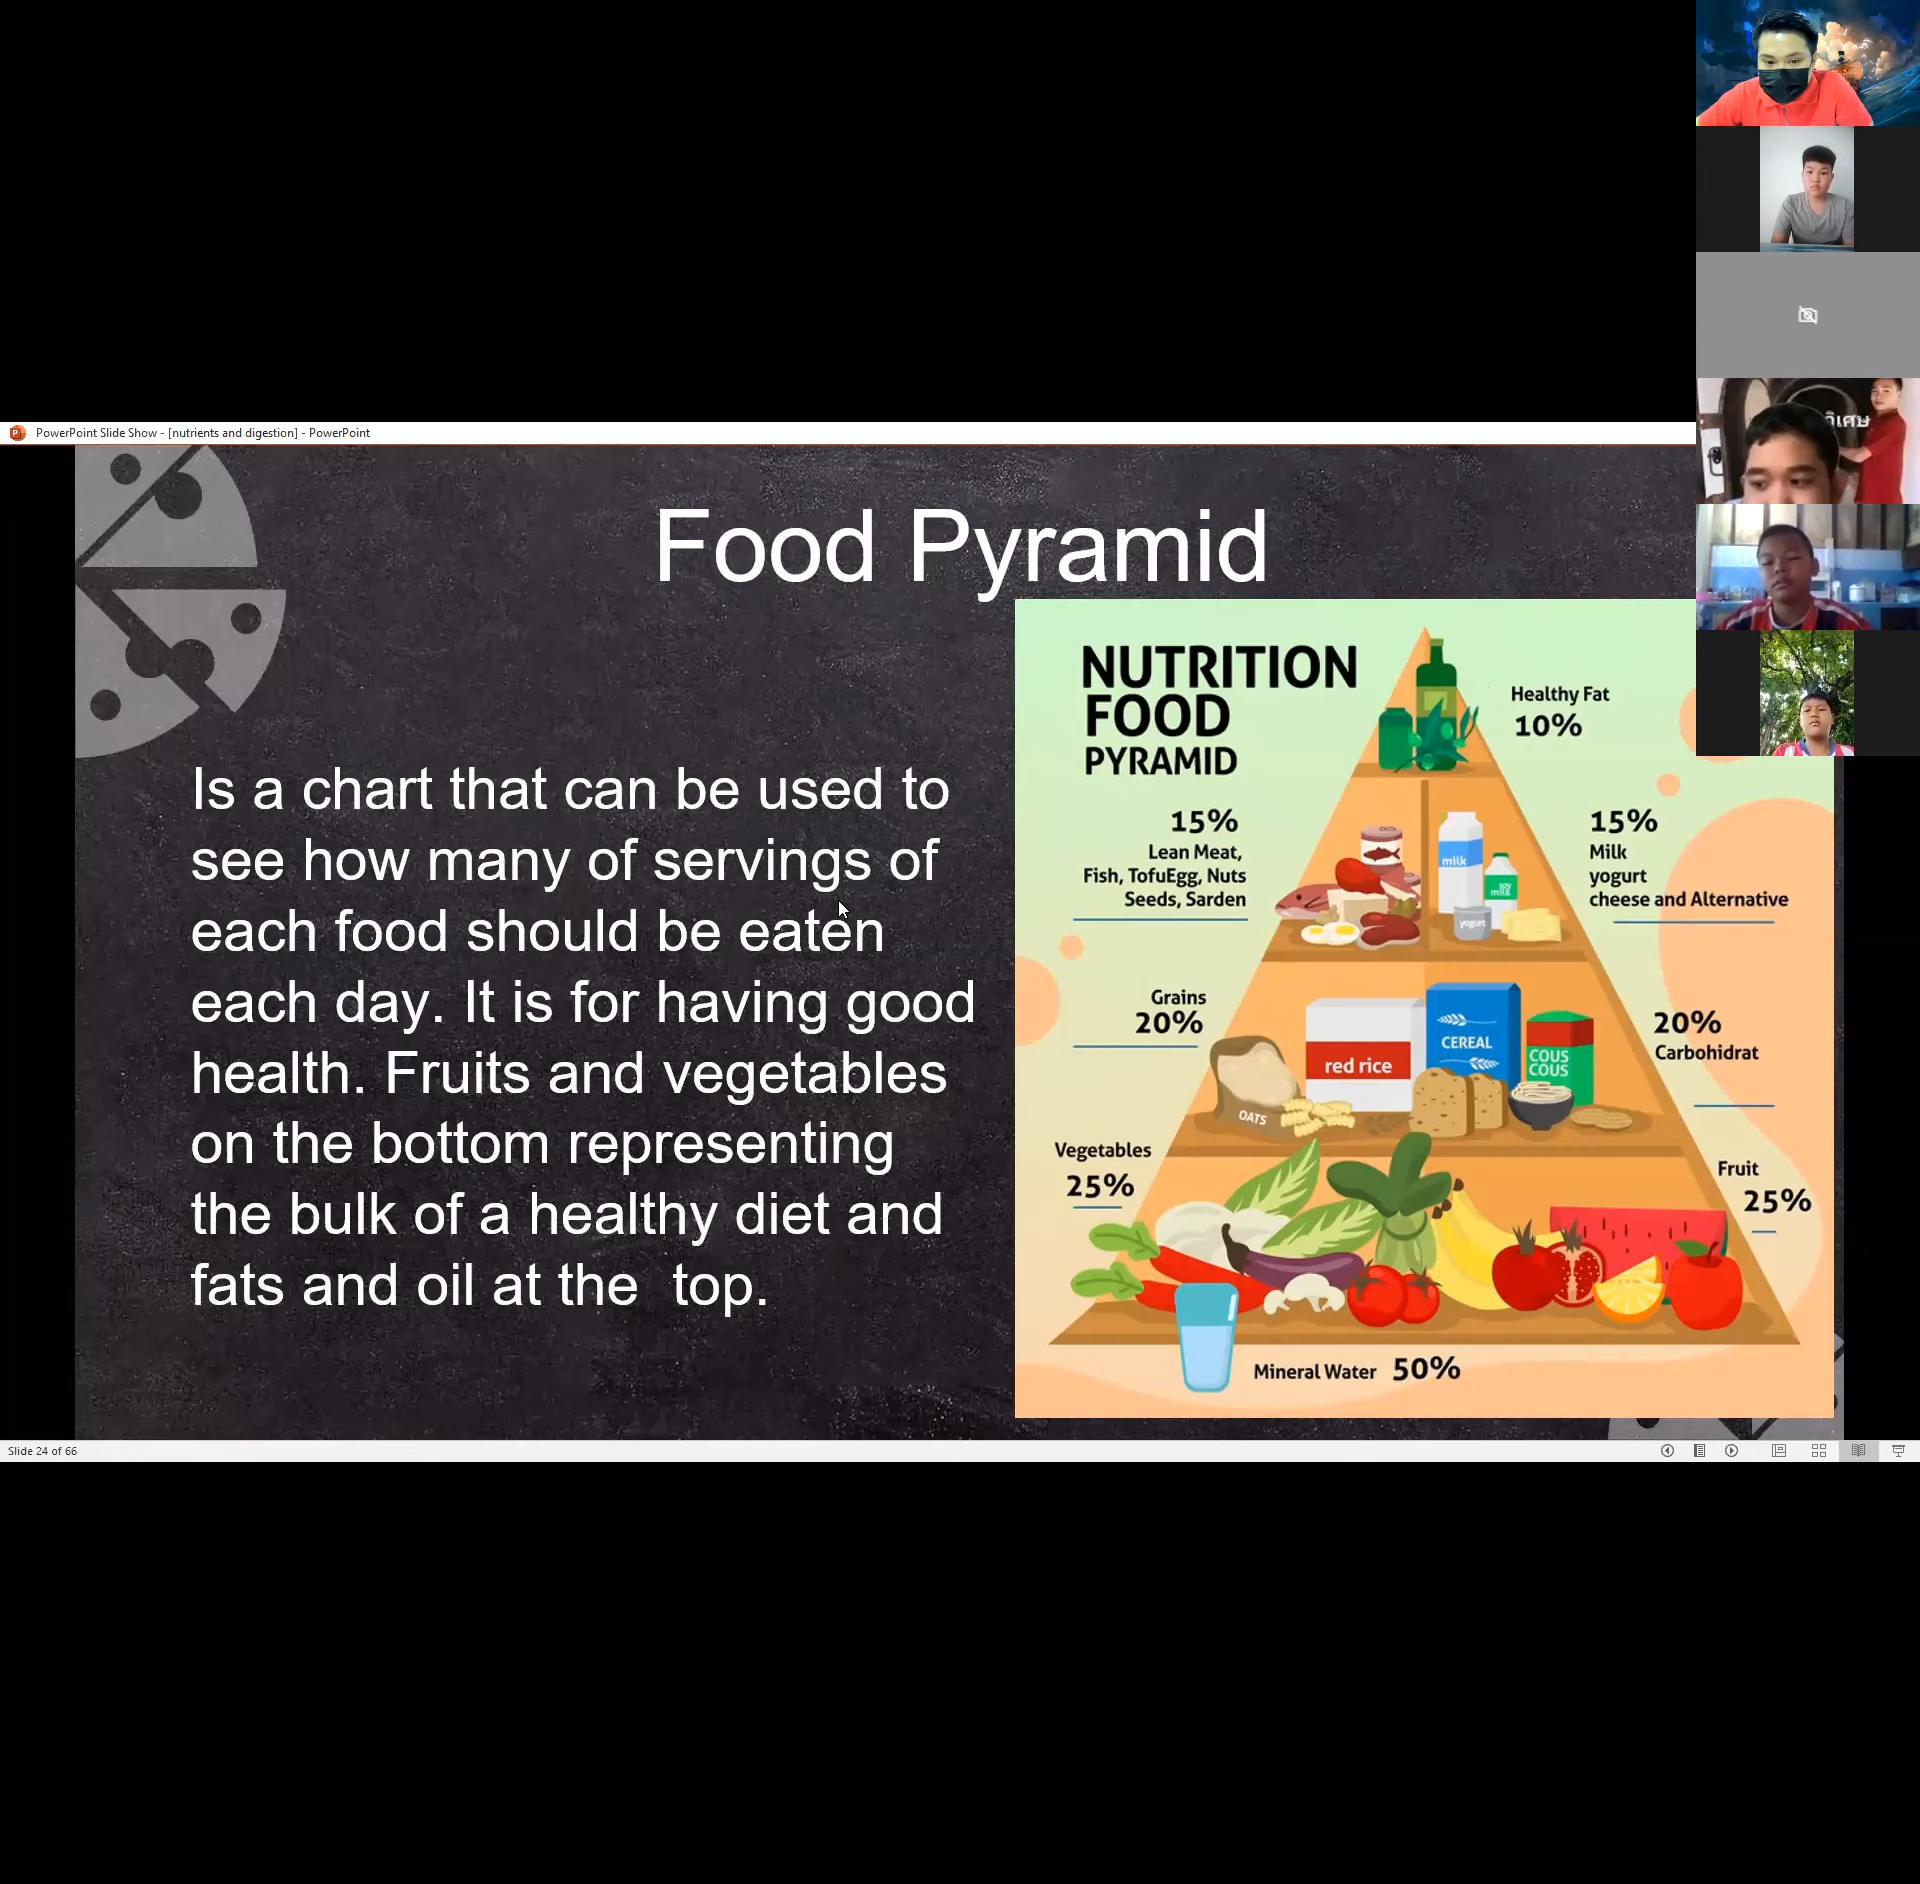 PowerPoint Slide Show - [nutrients and digestion] - PowerPoint
Food Pyramid
Is a chart that can be used to
see how many of servings of
each food should be eaten
each day. It is for having good
health. Fruits and vegetables
on the bottom representing
the bulk of a healthy diet and
fats and oil at the  top.
NUTRITION
FOOD
PYRAMID
Healthy Fat
10%
15%
Lean Meat,
Fish, TofuEgg, Nuts
Seeds, Sarden
milk
soy
milk
yogurt
15%
Milk
yogurt
cheese and Alternative
Grains
20%
OATS
red rice
CEREAL
COUS
COUS
20%
Carbohidrat
Vegetables
25%
Fruit
25%
Mineral Water 50%
Slide 24 of 66